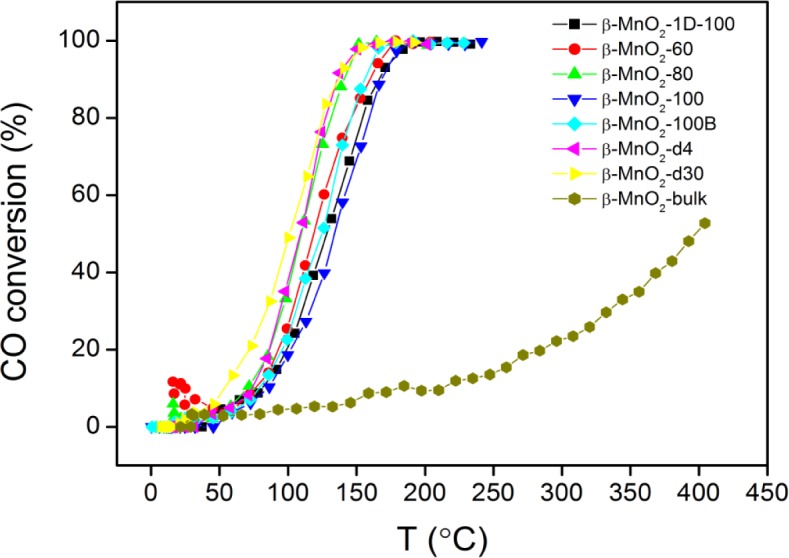 CO conversion (%)
100
80
60
40
20
0
β-MnO₂-1D-100
β-MnO₂-60
β-MnO₂-80
β-MnO₂-100
β-MnO₂-100B
β-MnO₂-d4
β-MnO₂-d30
β-MnO₂-bulk
0 50 100 150 200 250 300 350 400 450
T (°C)